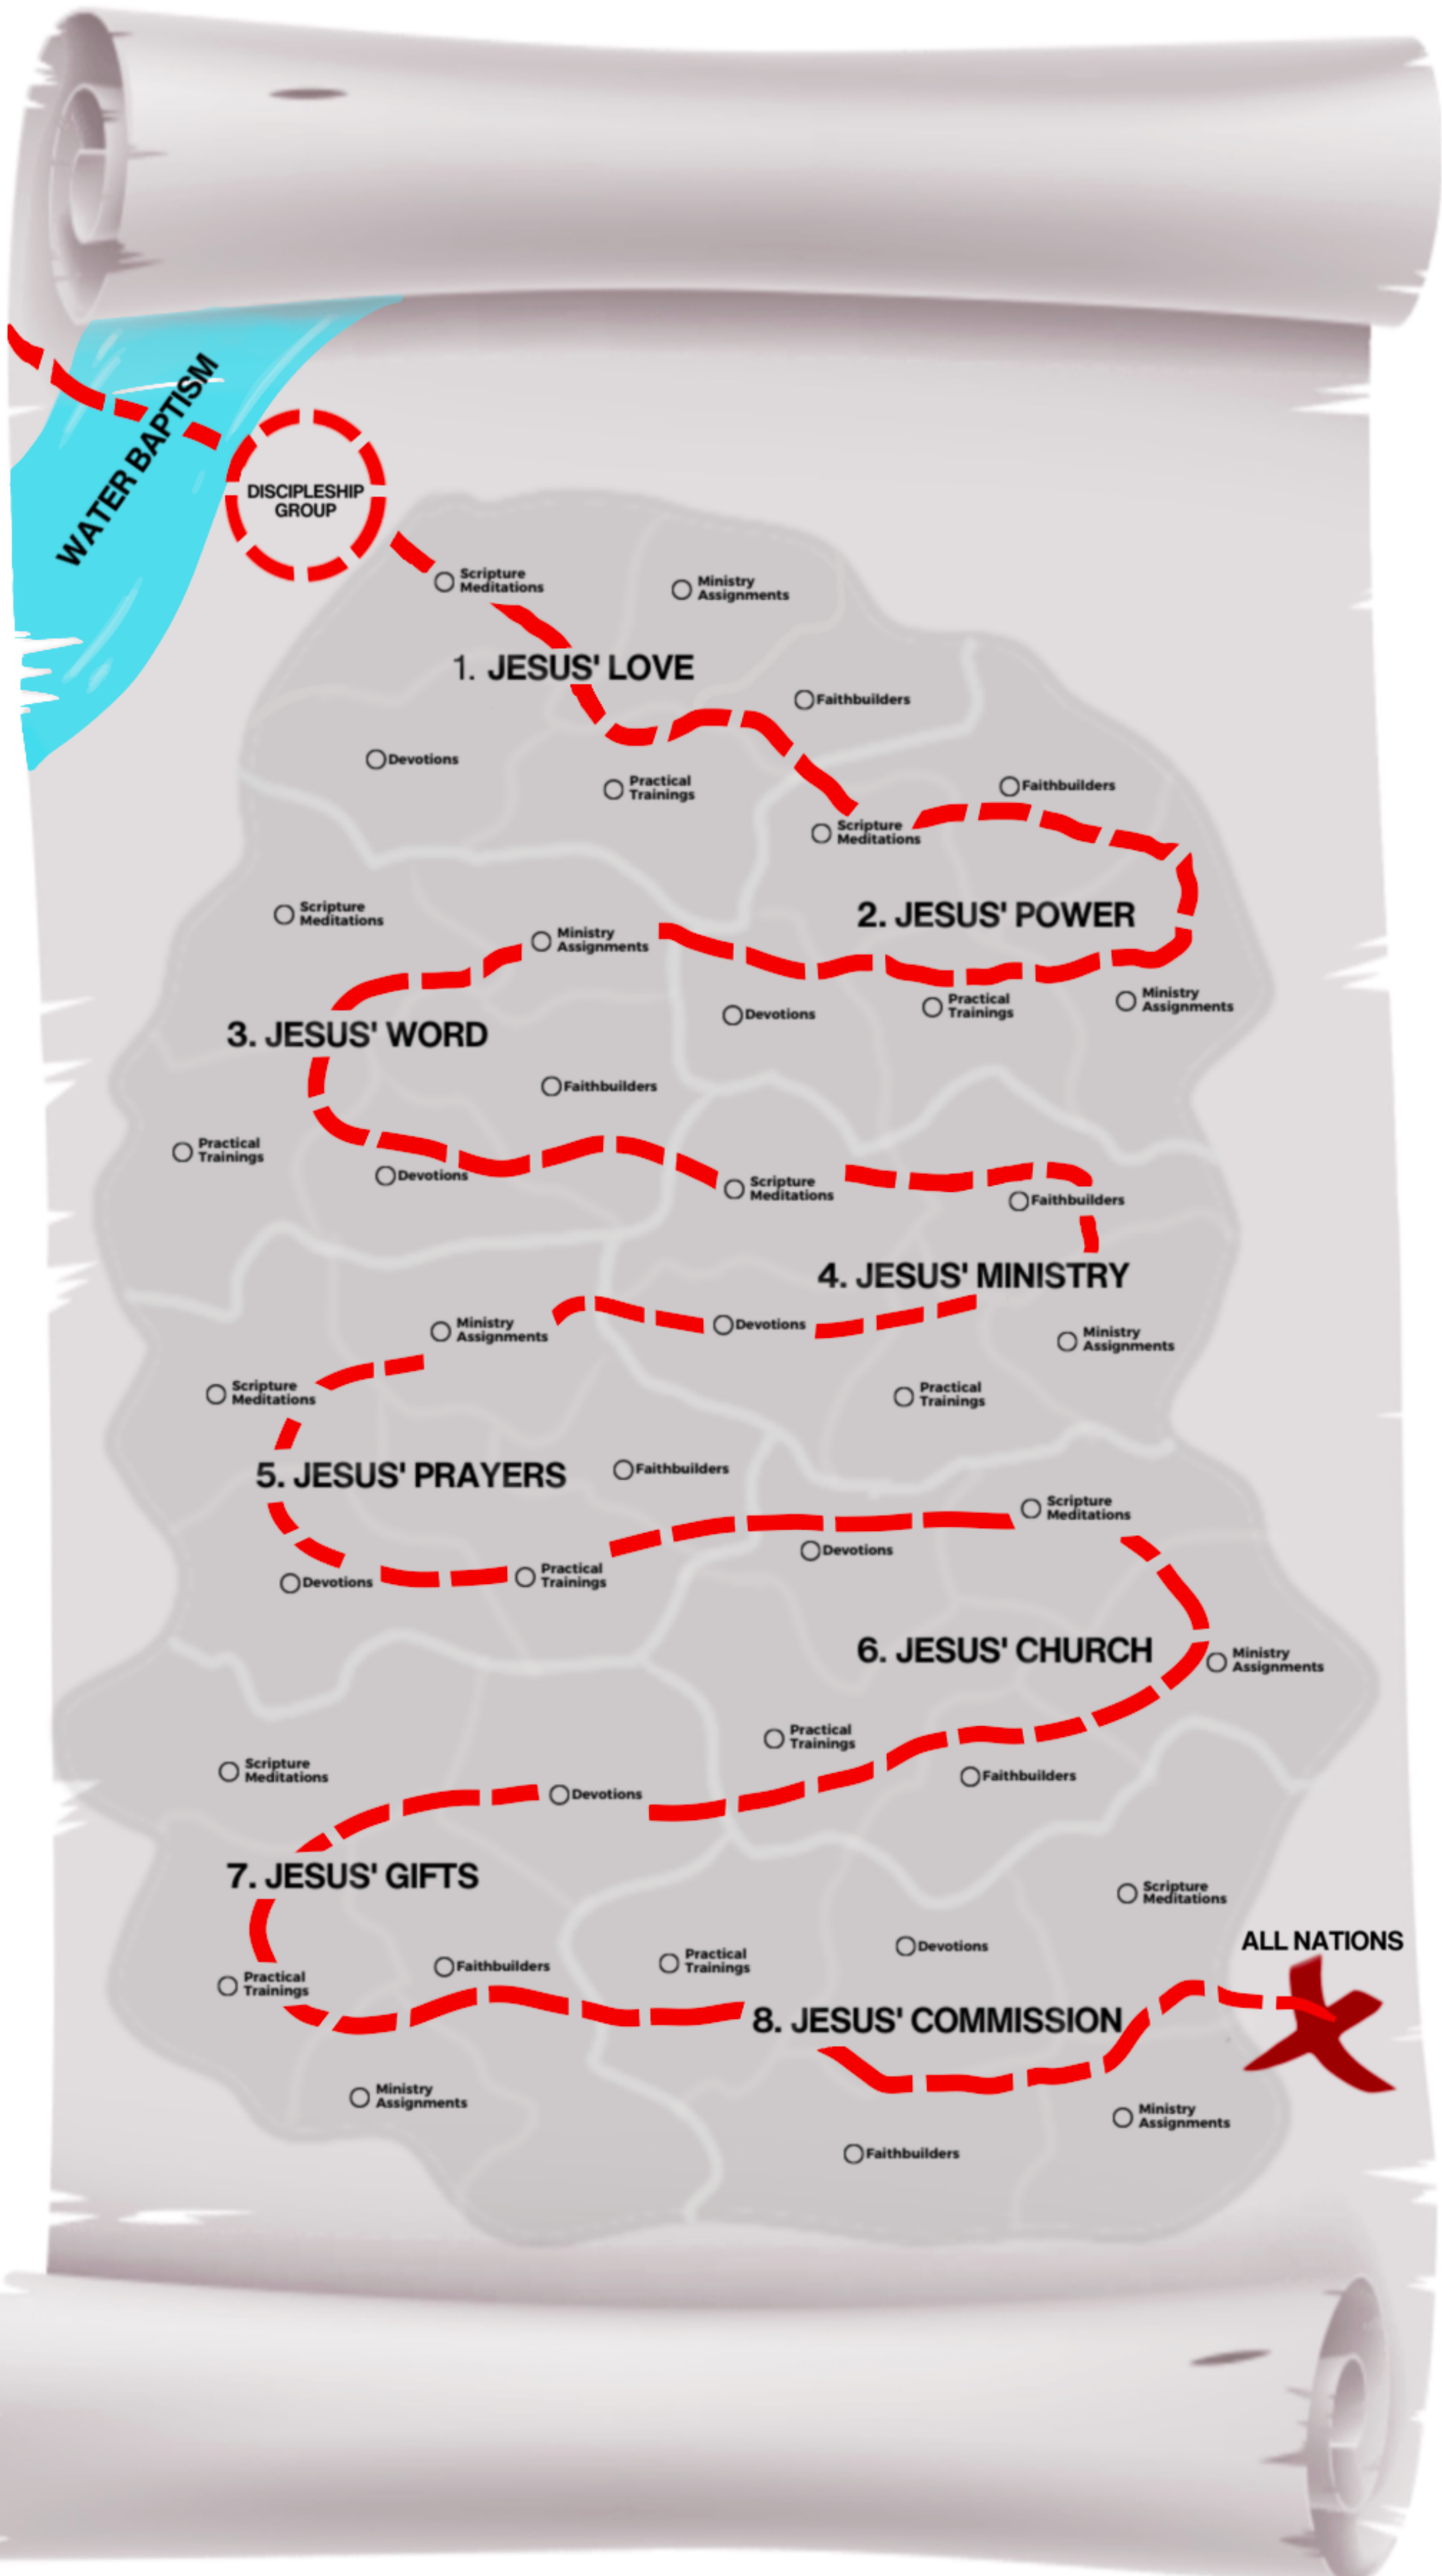 WATER BAPTISM
DISCIPLESHIP
GROUP
Scripture
Meditations
Ministry
Assignments
1. JESUS' LOVE
Faithbuilders
Devotions
Practical
Trainings
Faithbuilders
Scripture
Meditations
2. JESUS' POWER
Devotions
Practical
Trainings
Ministry
Assignments
Scripture
Meditations
Ministry
Assignments
3. JESUS' WORD
Faithbuilders
Practical
Trainings
Devotions
Scripture
Meditations
Faithbuilders
4. JESUS' MINISTRY
Devotions
Ministry
Assignments
Practical
Trainings
Ministry
Assignments
Scripture
Meditations
5. JESUS' PRAYERS
Faithbuilders
Devotions
Practical
Trainings
Scripture
Meditations
Devotions
6. JESUS' CHURCH
Ministry
Assignments
Practical
Trainings
Faithbuilders
Scripture
Meditations
Devotions
7. JESUS' GIFTS
Practical
Trainings
Faithbuilders
Ministry
Assignments
Scripture
Meditations
Practical
Trainings
Devotions
ALL NATIONS
8. JESUS' COMMISSION
Ministry
Assignments
Faithbuilders